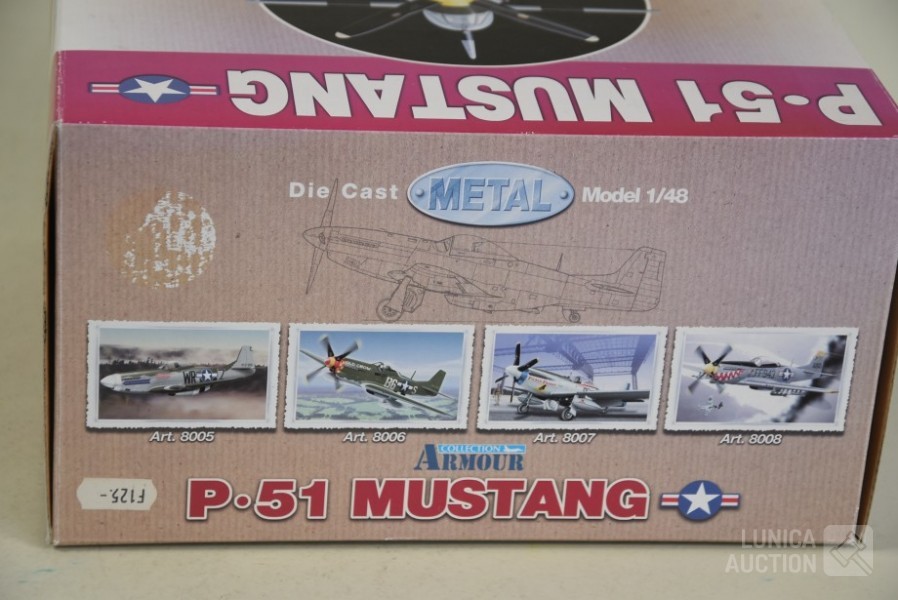 P•51 MUSTANG
Die Cast METAL Model 1/48
Art. 8005
Art. 8006
Art. 8007
Art. 8008
COLLECTION
ARMOUR
P•51 MUSTANG
F125.-
LUNICA
AUCTION